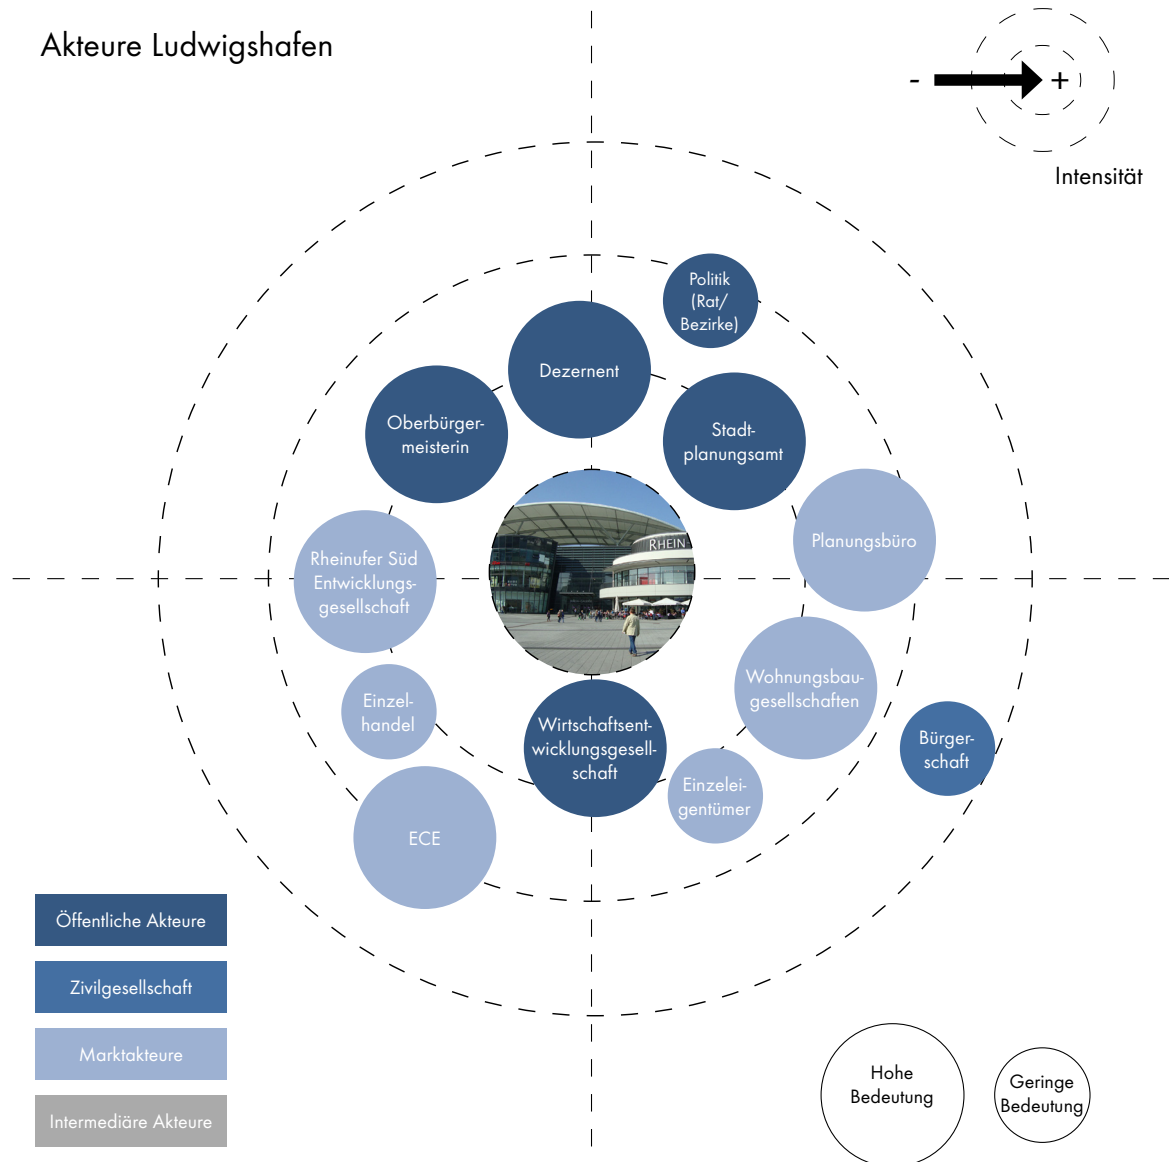 Akteure Ludwigshafen
- +
Intensität
Politik
(Rat/
Bezirke)
Dezernent
Oberbürger-
meisterin
Stadt-
planungsamt
Planungsbüro
Rheinufer Süd
Entwicklungs-
gesellschaft
RHEIN-
Wohnungsbau-
gesellschaften
Einzel-
handel
Wirtschaftsent-
wicklungsgesell-
schaft
Bürger-
schaft
Einzelei-
gentümer
ECE
Öffentliche Akteure
Zivilgesellschaft
Marktakteure
Intermediäre Akteure
Hohe
Bedeutung
Geringe
Bedeutung